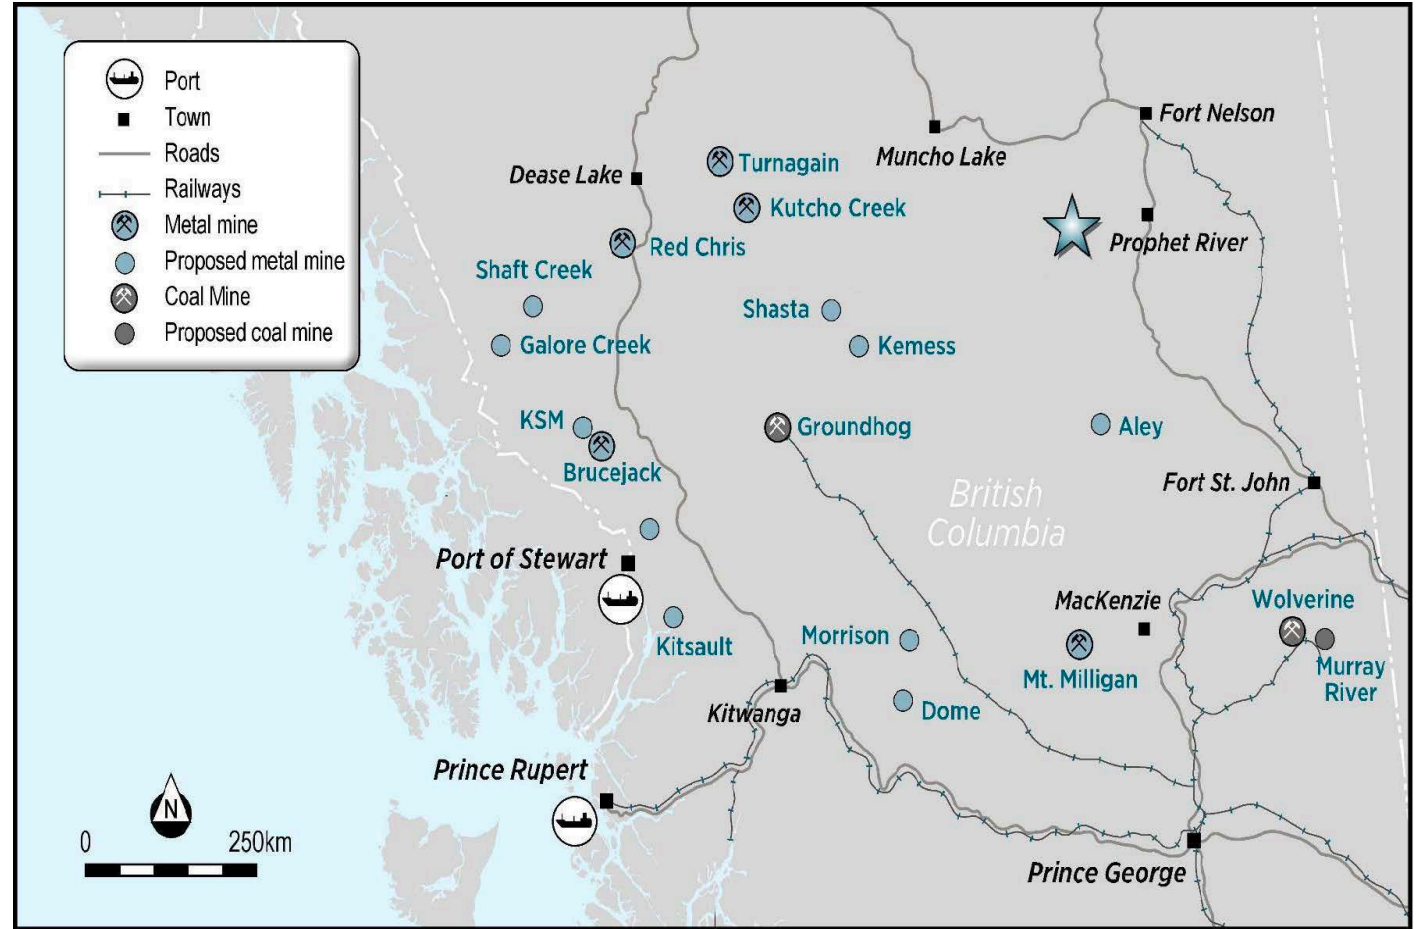 Port
Town
Roads
Railways
Metal mine
Proposed metal mine
Coal Mine
Proposed coal mine
Fort Nelson
Muncho Lake
Turnagain
Dease Lake
Kutcho Creek
Prophet River
Red Chris
Shaft Creek
Shasta
Galore Creek
Kemess
KSM
Groundhog
Aley
Brucejack
Fort St. John
British
Columbia
Port of Stewart
MacKenzie
Wolverine
Morrison
Kitsault
Mt. Milligan
Murray
River
Kitwanga
Dome
Prince Rupert
N
0
250km
Prince George